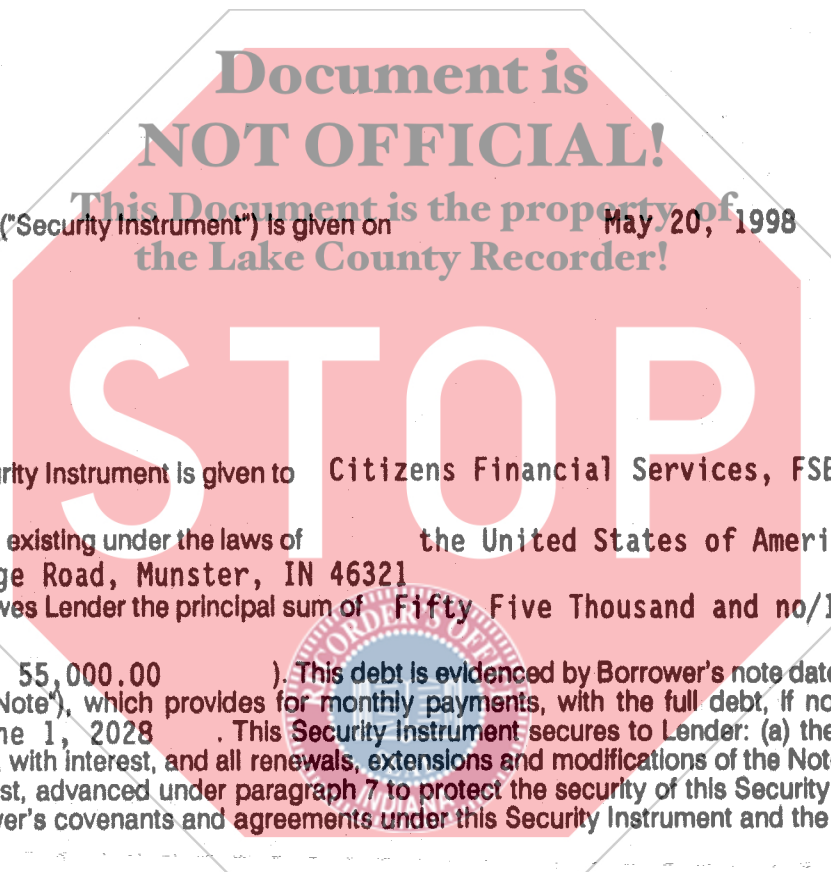 Document is
NOT OFFICIAL!
This Document is the property of
("Security Instrument") is given on May 20, 1998
the Lake County Recorder!
STOP
urity Instrument is given to Citizens Financial Services, FSB
existing under the laws of the United States of Ameri
ge Road, Munster, IN 46321
ves Lender the principal sum of Fifty Five Thousand and no/1
55,000.00 ). This debt is evidenced by Borrower's note date
Note"), which provides for monthly payments, with the full debt, if no
ne 1, 2028 . This Security Instrument secures to Lender: (a) the
, with interest, and all renewals, extensions and modifications of the Not
st, advanced under paragraph 7 to protect the security of this Security
ver's covenants and agreements under this Security Instrument and the
RECORDER'S OFFICE
INDIANA